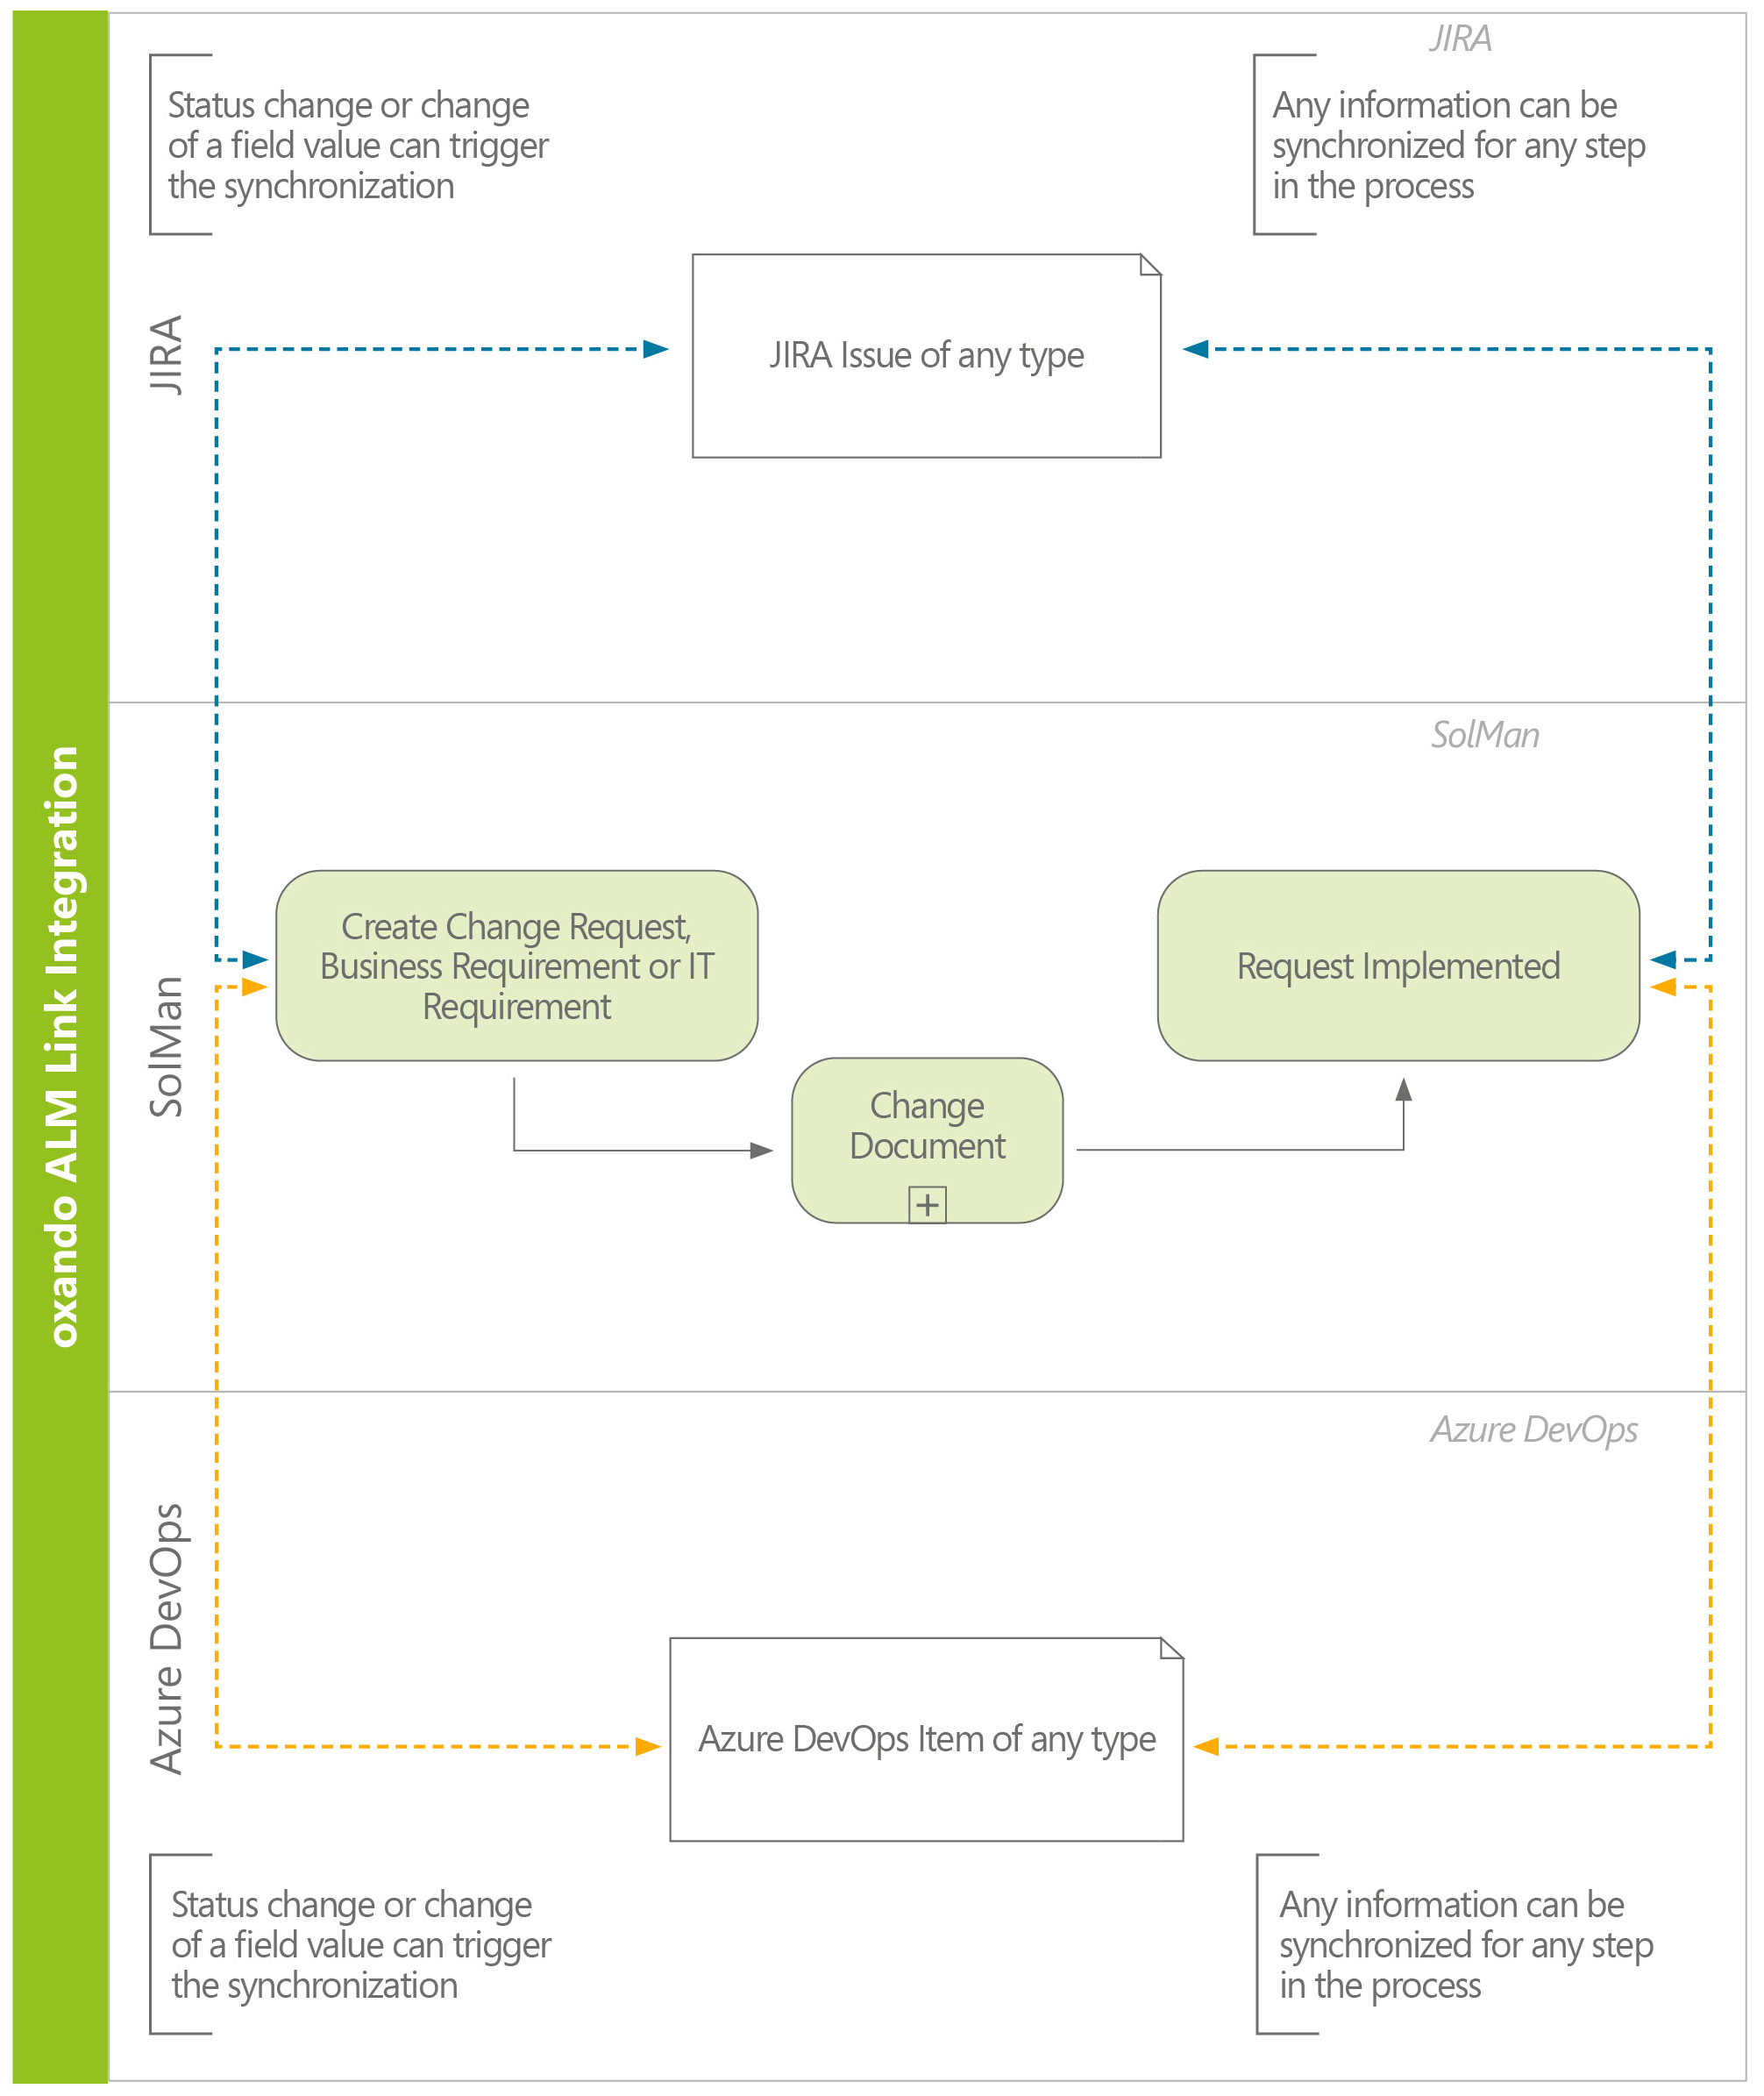 oxando ALM Link Integration
JIRA
JIRA
Status change or change
of a field value can trigger
the synchronization
Any information can be
synchronized for any step
in the process
JIRA Issue of any type
SolMan
SolMan
Create Change Request,
Business Requirement or IT
Requirement
Request Implemented
Change
Document
Azure DevOps
Azure DevOps
Azure DevOps Item of any type
Status change or change
of a field value can trigger
the synchronization
Any information can be
synchronized for any step
in the process